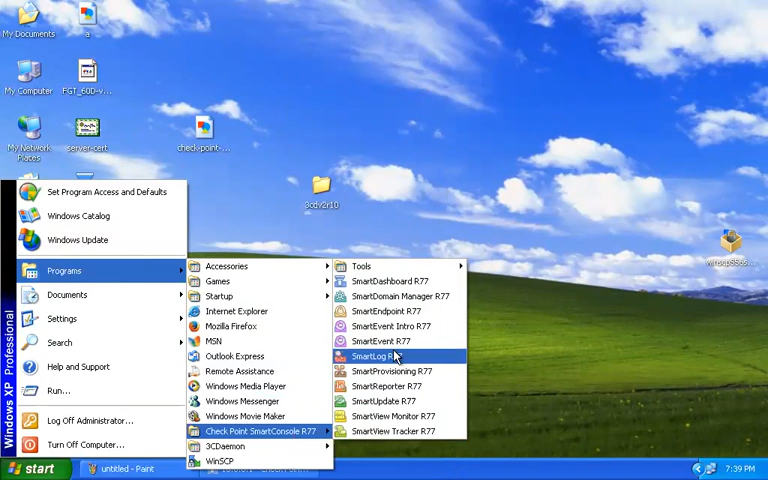 My Documents
a
My Computer
FGT_60D-v...
My Network
Places
server-cert
check-point-...
3cdv2r10
Windows XP Professional
Set Program Access and Defaults
Windows Catalog
Windows Update
Programs
Documents
Settings
Search
Help and Support
Run...
Log Off Administrator...
Turn Off Computer...
Accessories
Games
Startup
Internet Explorer
Mozilla Firefox
MSN
Outlook Express
Remote Assistance
Windows Media Player
Windows Messenger
Windows Movie Maker
Check Point SmartConsole R77
3CDaemon
WinSCP
Tools
SmartDashboard R77
SmartDomain Manager R77
SmartEndpoint R77
SmartEvent Intro R77
SmartEvent R77
SmartLog
SmartProvisioning R77
SmartReporter R77
SmartUpdate R77
SmartView Monitor R77
SmartView Tracker R77
start
untitled - Paint
7:39 PM